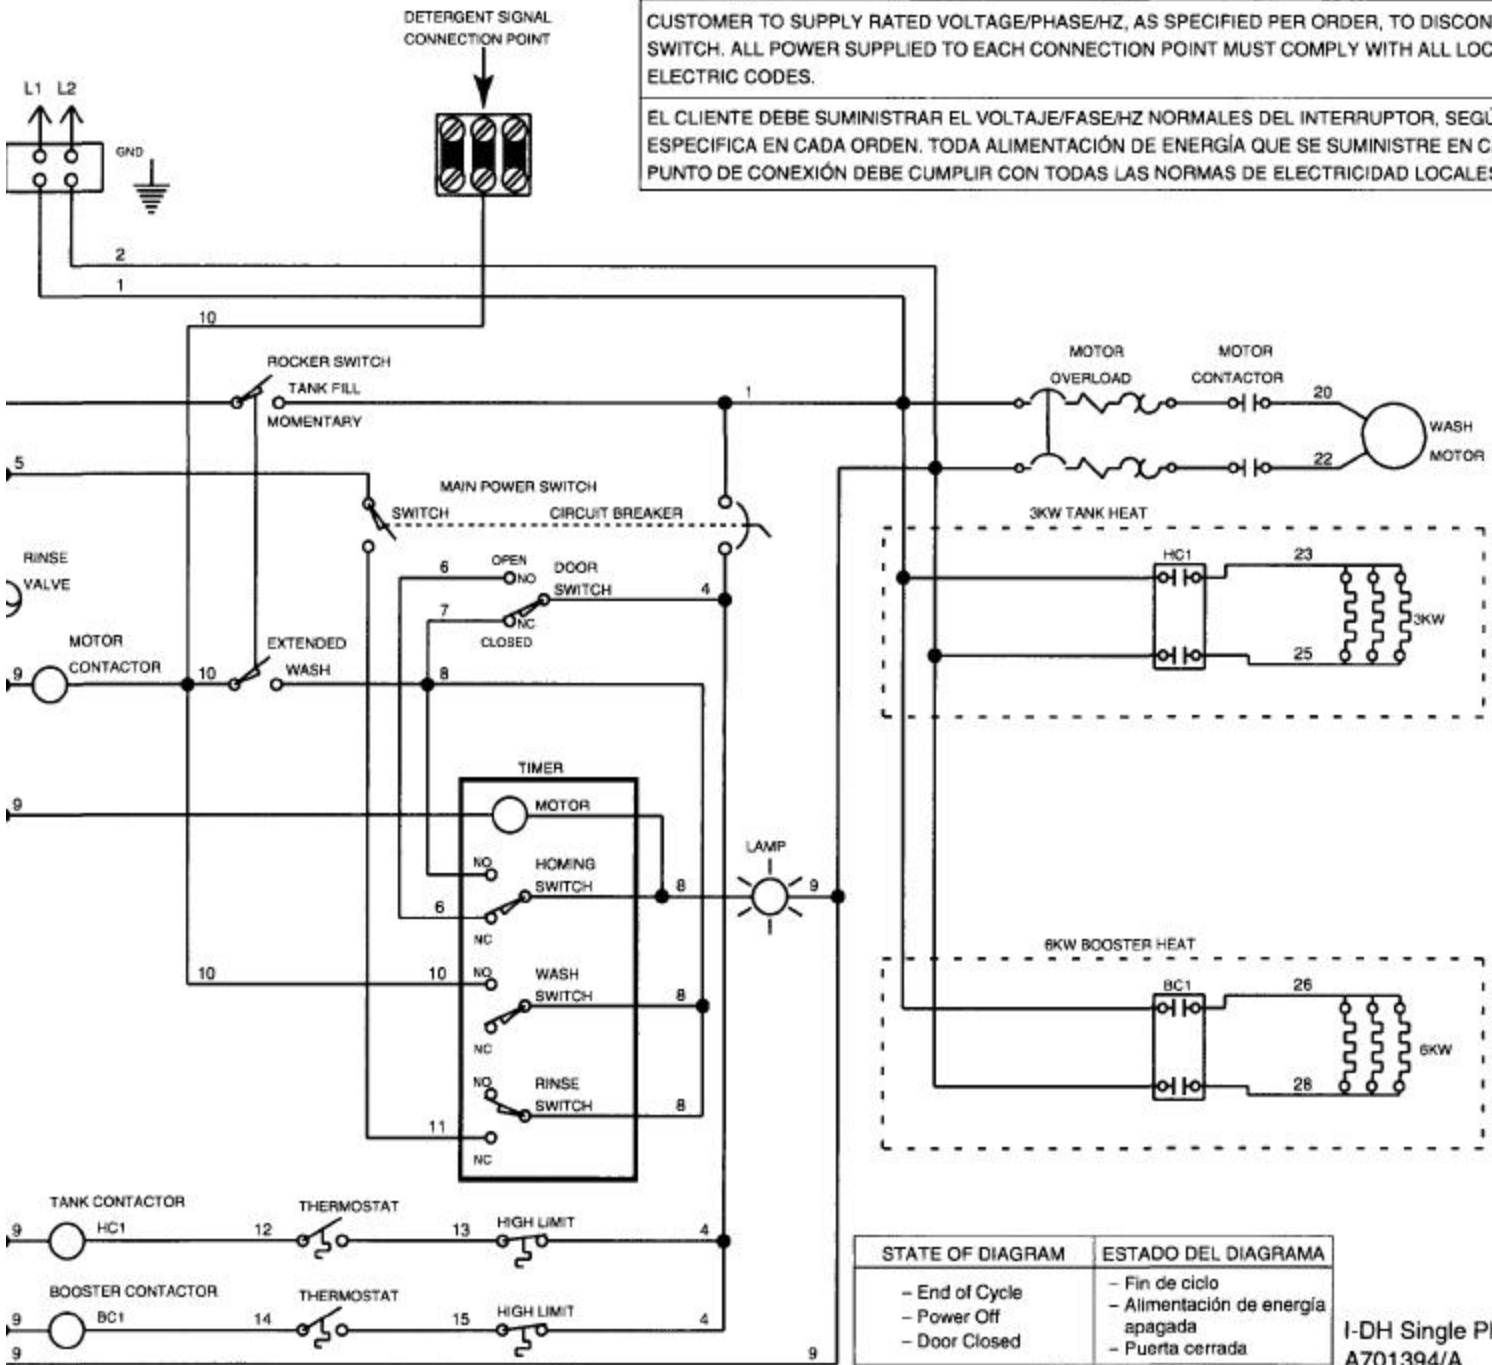 DETERGENT SIGNAL
CONNECTION POINT
CUSTOMER TO SUPPLY RATED VOLTAGE/PHASE/HZ, AS SPECIFIED PER ORDER, TO DISCON
SWITCH. ALL POWER SUPPLIED TO EACH CONNECTION POINT MUST COMPLY WITH ALL LOC
ELECTRIC CODES.
EL CLIENTE DEBE SUMINISTRAR EL VOLTAJE/FASE/HZ NORMALES DEL INTERRUPTOR, SEGÚ
ESPECIFICA EN CADA ORDEN. TODA ALIMENTACIÓN DE ENERGÍA QUE SE SUMINISTRE EN C
PUNTO DE CONEXIÓN DEBE CUMPLIR CON TODAS LAS NORMAS DE ELECTRICIDAD LOCALES
L1 L2
GND
2
1
10
ROCKER SWITCH
TANK FILL
MOMENTARY
1
MOTOR
OVERLOAD
MOTOR
CONTACTOR
20
22
WASH
MOTOR
5
MAIN POWER SWITCH
SWITCH
CIRCUIT BREAKER
3KW TANK HEAT
HC1
23
25
3KW
RINSE
VALVE
6
OPEN
NO
DOOR
SWITCH
4
7
NC
CLOSED
MOTOR
CONTACTOR
9
10
EXTENDED
WASH
8
TIMER
9
MOTOR
NO
HOMING
SWITCH
8
6
NC
LAMP
9
10
10
NO
WASH
SWITCH
8
NC
NO
RINSE
SWITCH
8
11
NC
6KW BOOSTER HEAT
BC1
26
28
6KW
TANK CONTACTOR
9
HC1
12
THERMOSTAT
13
HIGH LIMIT
4
BOOSTER CONTACTOR
9
BC1
14
THERMOSTAT
15
HIGH LIMIT
4
9
9
STATE OF DIAGRAM
– End of Cycle
– Power Off
– Door Closed
ESTADO DEL DIAGRAMA
– Fin de ciclo
– Alimentación de energía
apagada
– Puerta cerrada
I-DH Single P
A701394/A